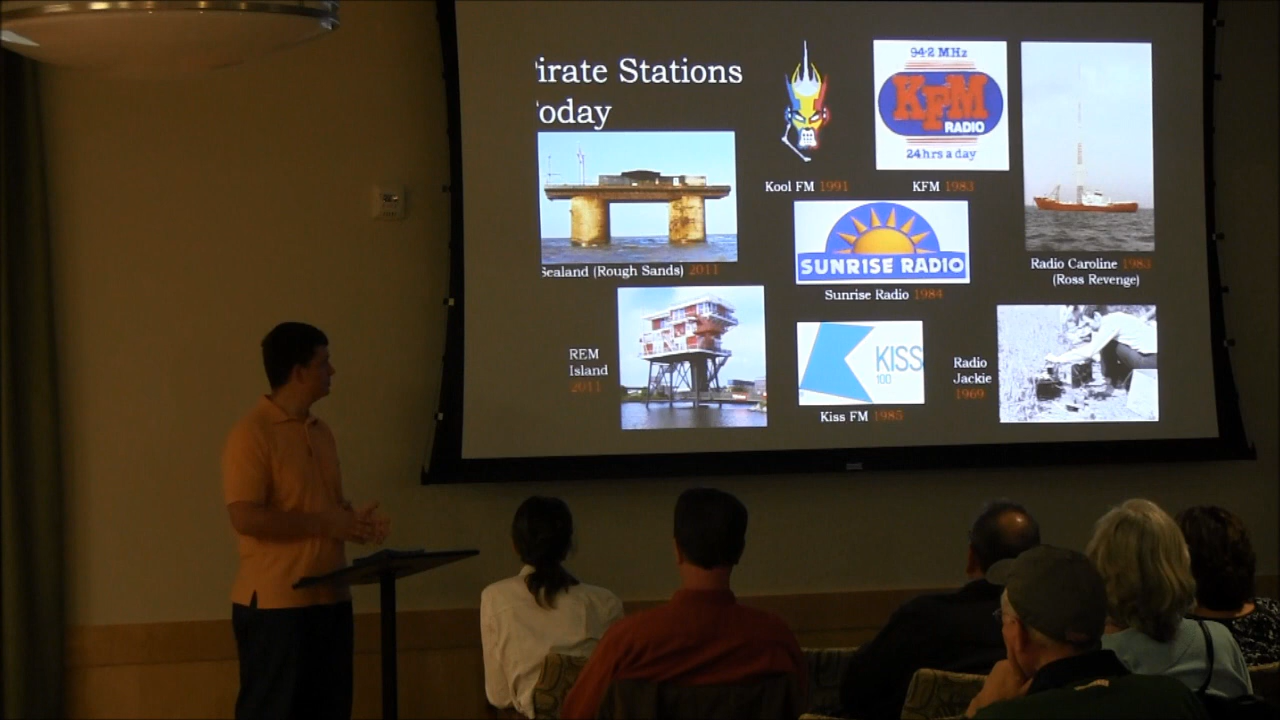 irate Stations
oday
Sealand (Rough Sands) 2011
REM
Island
2011
Kool FM 1991
94·2 MHz
KFM
RADIO
24hrs a day
KFM 1983
SUNRISE RADIO
Sunrise Radio 1984
KISS
100
Kiss FM 1985
Radio Caroline 1983
(Ross Revenge)
Radio
Jackie
1969